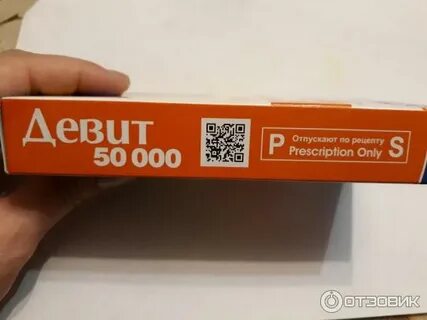 Девит
50 000
P
Отпускают по рецепту
Prescription Only
S
ОТЗОВИК